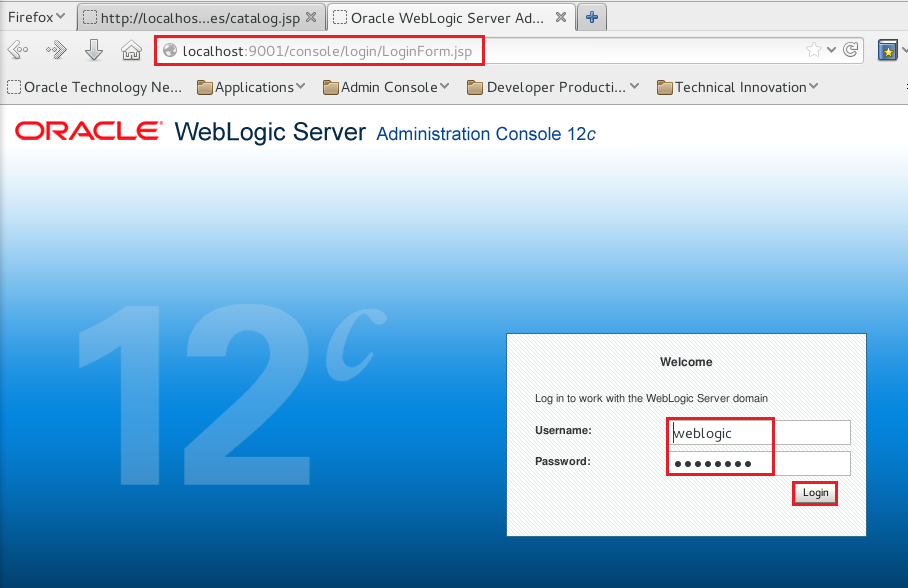 Firefox
http://localhos...es/catalog.jsp
Oracle WebLogic Server Ad...
localhost:9001/console/login/LoginForm.jsp
Oracle Technology Ne...
Applications
Admin Console
Developer Producti...
Technical Innovation
ORACLE® WebLogic Server Administration Console 12c
12c
Welcome
Log in to work with the WebLogic Server domain
Username: weblogic
Password: ●●●●●●●●
Login